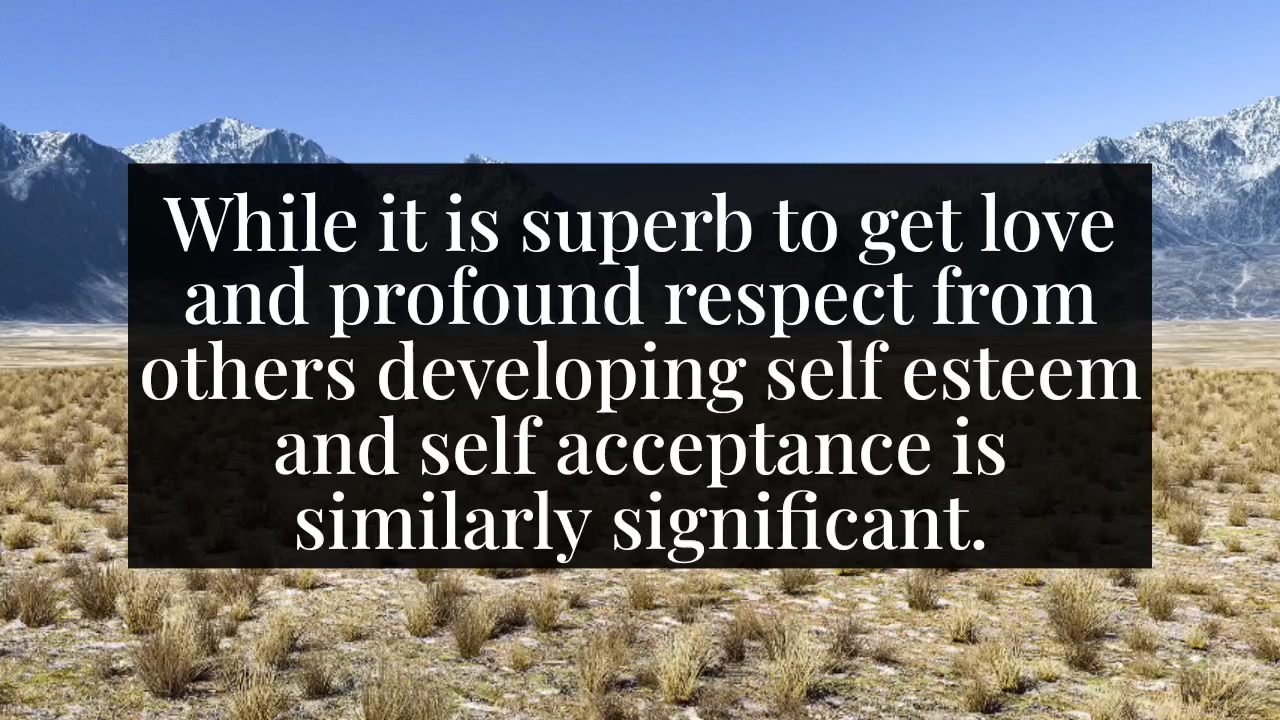 While it is superb to get love
and profound respect from
others developing self esteem
and self acceptance is
similarly significant.